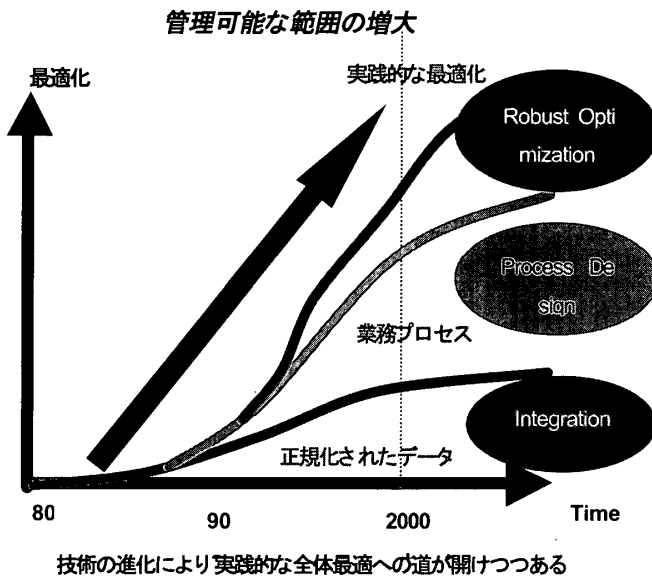 管理可能な範囲の増大
最適化
実践的な最適化
Robust Opti
mization
Process De
sign
業務プロセス
Integration
正規化されたデータ
80
90
2000
Time
技術の進化により実践的な全体最適への道が開けつつある